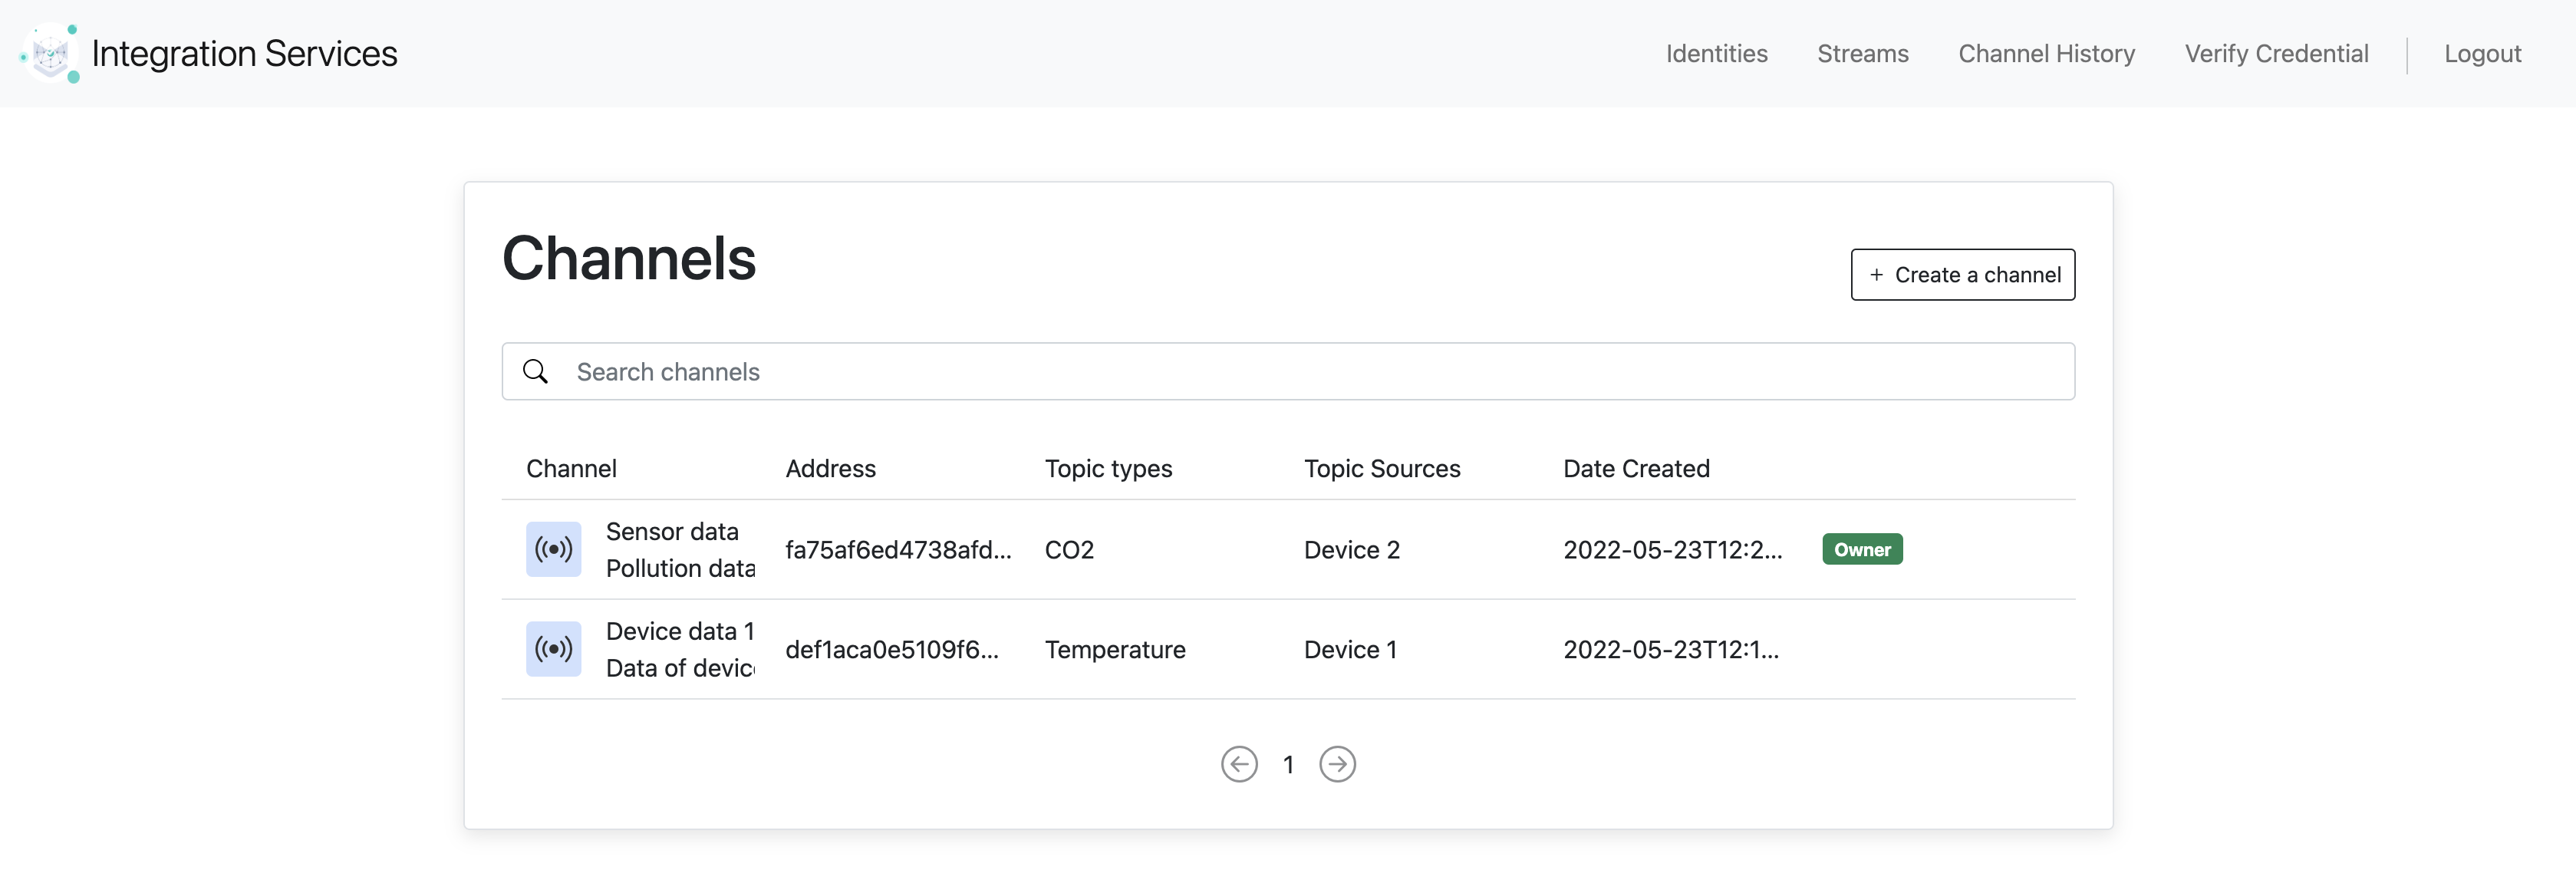 Integration Services
Identities Streams Channel History Verify Credential Logout
Channels
+ Create a channel
Search channels
Channel Address Topic types Topic Sources Date Created
Sensor data
Pollution data
fa75af6ed4738afd... CO2 Device 2 2022-05-23T12:2... Owner
Device data 1
Data of device
def1aca0e5109f6... Temperature Device 1 2022-05-23T12:1...
1